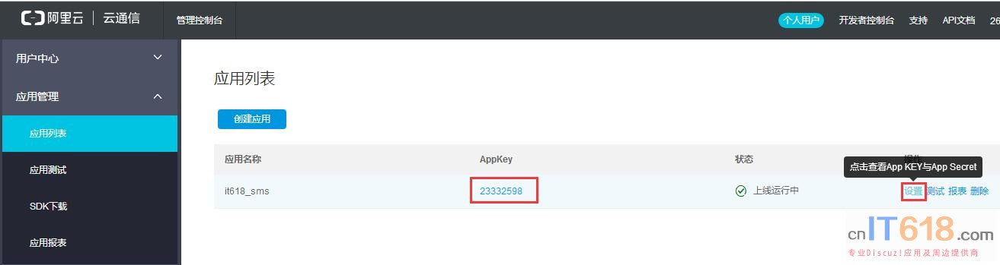 阿里云 云通信 管理控制台 个人用户 开发者控制台 支持 API文档 26
用户中心
应用管理
应用列表
应用测试
SDK下载
应用报表
应用列表
创建应用
应用名称 AppKey 状态
点击查看App KEY与App Secret
it618_sms 23332598 上线运行中 设置 测试 报表 删除
cnIT618.com
专业Discuz!应用及周边提供商